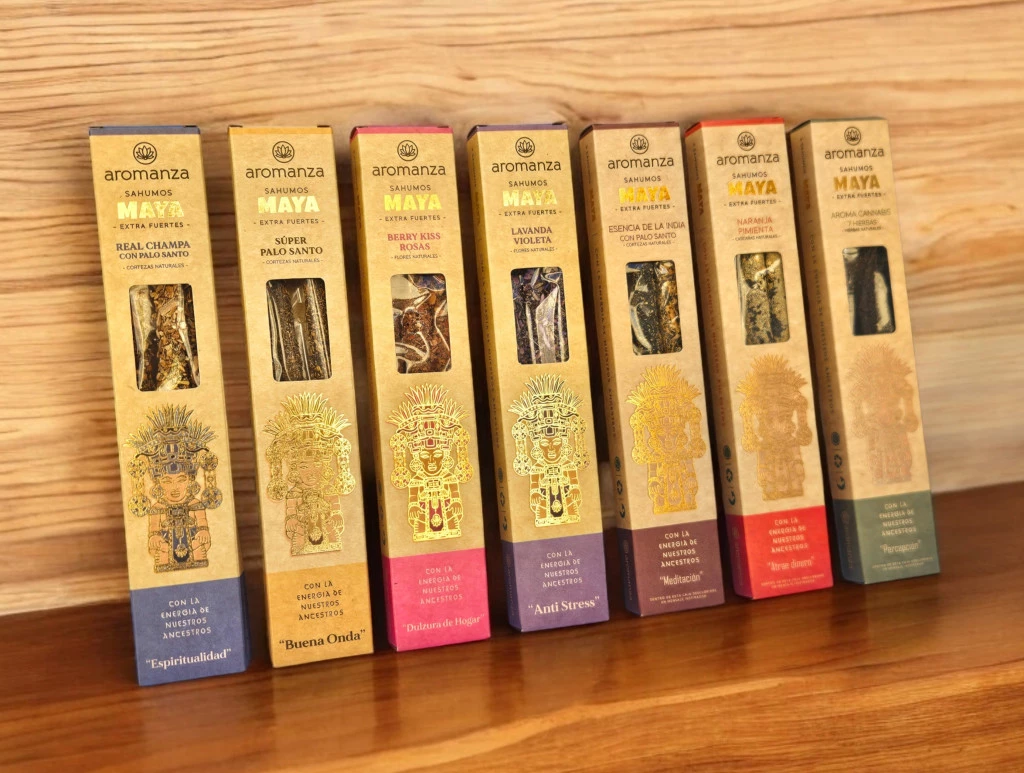 aromanza
SAHUMOS
MAYA
- EXTRA FUERTES -
REAL CHAMPA
CON PALO SANTO
- CORTEZAS NATURALES -
CON LA
ENERGÍA DE
NUESTROS
ANCESTROS
"Espiritualidad"
aromanza
SAHUMOS
MAYA
- EXTRA FUERTES -
SÚPER
PALO SANTO
- CORTEZAS NATURALES -
CON LA
ENERGÍA DE
NUESTROS
ANCESTROS
"Buena Onda"
aromanza
SAHUMOS
MAYA
- EXTRA FUERTES -
BERRY KISS
ROSAS
- FLORES NATURALES -
CON LA
ENERGÍA DE
NUESTROS
ANCESTROS
"Dulzura de Hogar"
aromanza
SAHUMOS
MAYA
- EXTRA FUERTES -
LAVANDA
VIOLETA
- FLORES NATURALES -
CON LA
ENERGÍA DE
NUESTROS
ANCESTROS
"Anti Stress"
aromanza
SAHUMOS
MAYA
- EXTRA FUERTES -
ESENCIA DE LA INDIA
CON PALO SANTO
- CORTEZAS NATURALES -
CON LA
ENERGÍA DE
NUESTROS
ANCESTROS
"Meditación"
aromanza
SAHUMOS
MAYA
- EXTRA FUERTES -
NARANJA
PIMIENTA
CON LA
ENERGÍA DE
NUESTROS
ANCESTROS
"Atrae dinero"
aromanza
SAHUMOS
MAYA
- EXTRA FUERTES -
AROMA CANNABIS
7 HIERBAS
CON LA
ENERGÍA DE
NUESTROS
ANCESTROS
"Percepción"